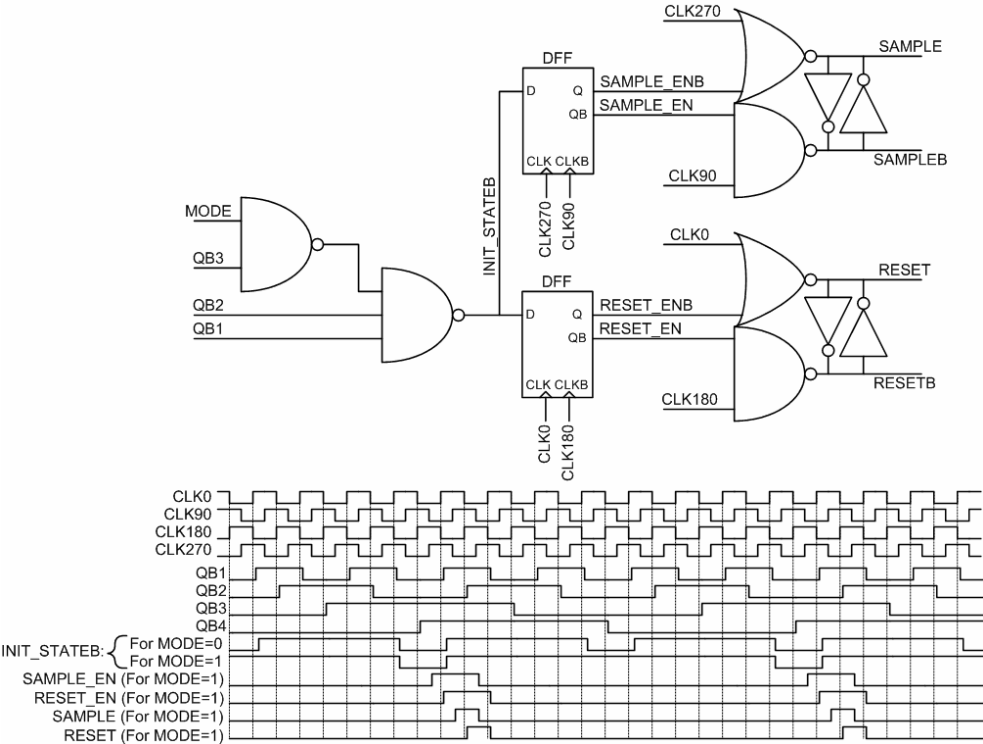 CLK270
SAMPLE
DFF
D
Q
SAMPLE_ENB
QB
SAMPLE_EN
CLK
CLKB
SAMPLEB
CLK90
CLK270
CLK90
INIT_STATEB
MODE
QB3
QB2
QB1
CLK0
RESET
DFF
D
Q
RESET_ENB
QB
RESET_EN
CLK
CLKB
RESETB
CLK180
CLK0
CLK180
CLK0
CLK90
CLK180
CLK270
QB1
QB2
QB3
QB4
INIT_STATEB:
For MODE=0
For MODE=1
SAMPLE_EN (For MODE=1)
RESET_EN (For MODE=1)
SAMPLE (For MODE=1)
RESET (For MODE=1)